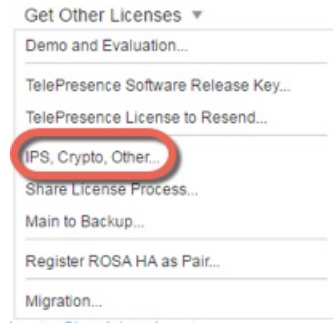 Get Other Licenses ▼
Demo and Evaluation...
TelePresence Software Release Key...
TelePresence License to Resend...
IPS, Crypto, Other...
Share License Process...
Main to Backup...
Register ROSA HA as Pair...
Migration...